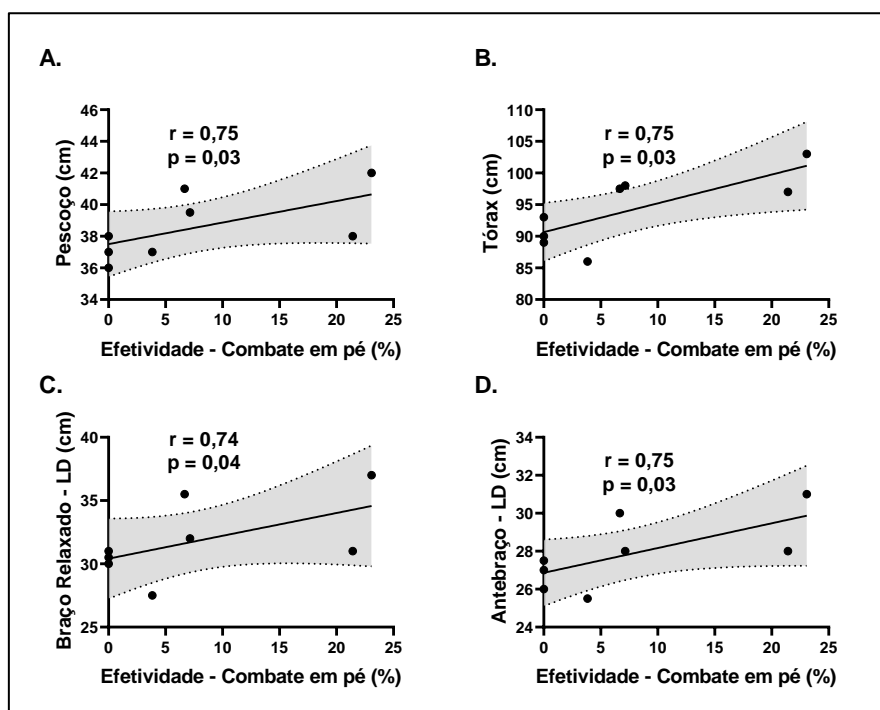 A.
Pescoço (cm)
46
44
42
40
38
36
34
r = 0,75
p = 0,03
0
5
10
15
20
25
Efetividade - Combate em pé (%)
B.
Tórax (cm)
110
105
100
95
90
85
80
r = 0,75
p = 0,03
0
5
10
15
20
25
Efetividade - Combate em pé (%)
C.
Braço Relaxado - LD (cm)
40
35
30
25
r = 0,74
p = 0,04
0
5
10
15
20
25
Efetividade - Combate em pé (%)
D.
Antebraço - LD (cm)
34
32
30
28
26
24
r = 0,75
p = 0,03
0
5
10
15
20
25
Efetividade - Combate em pé (%)